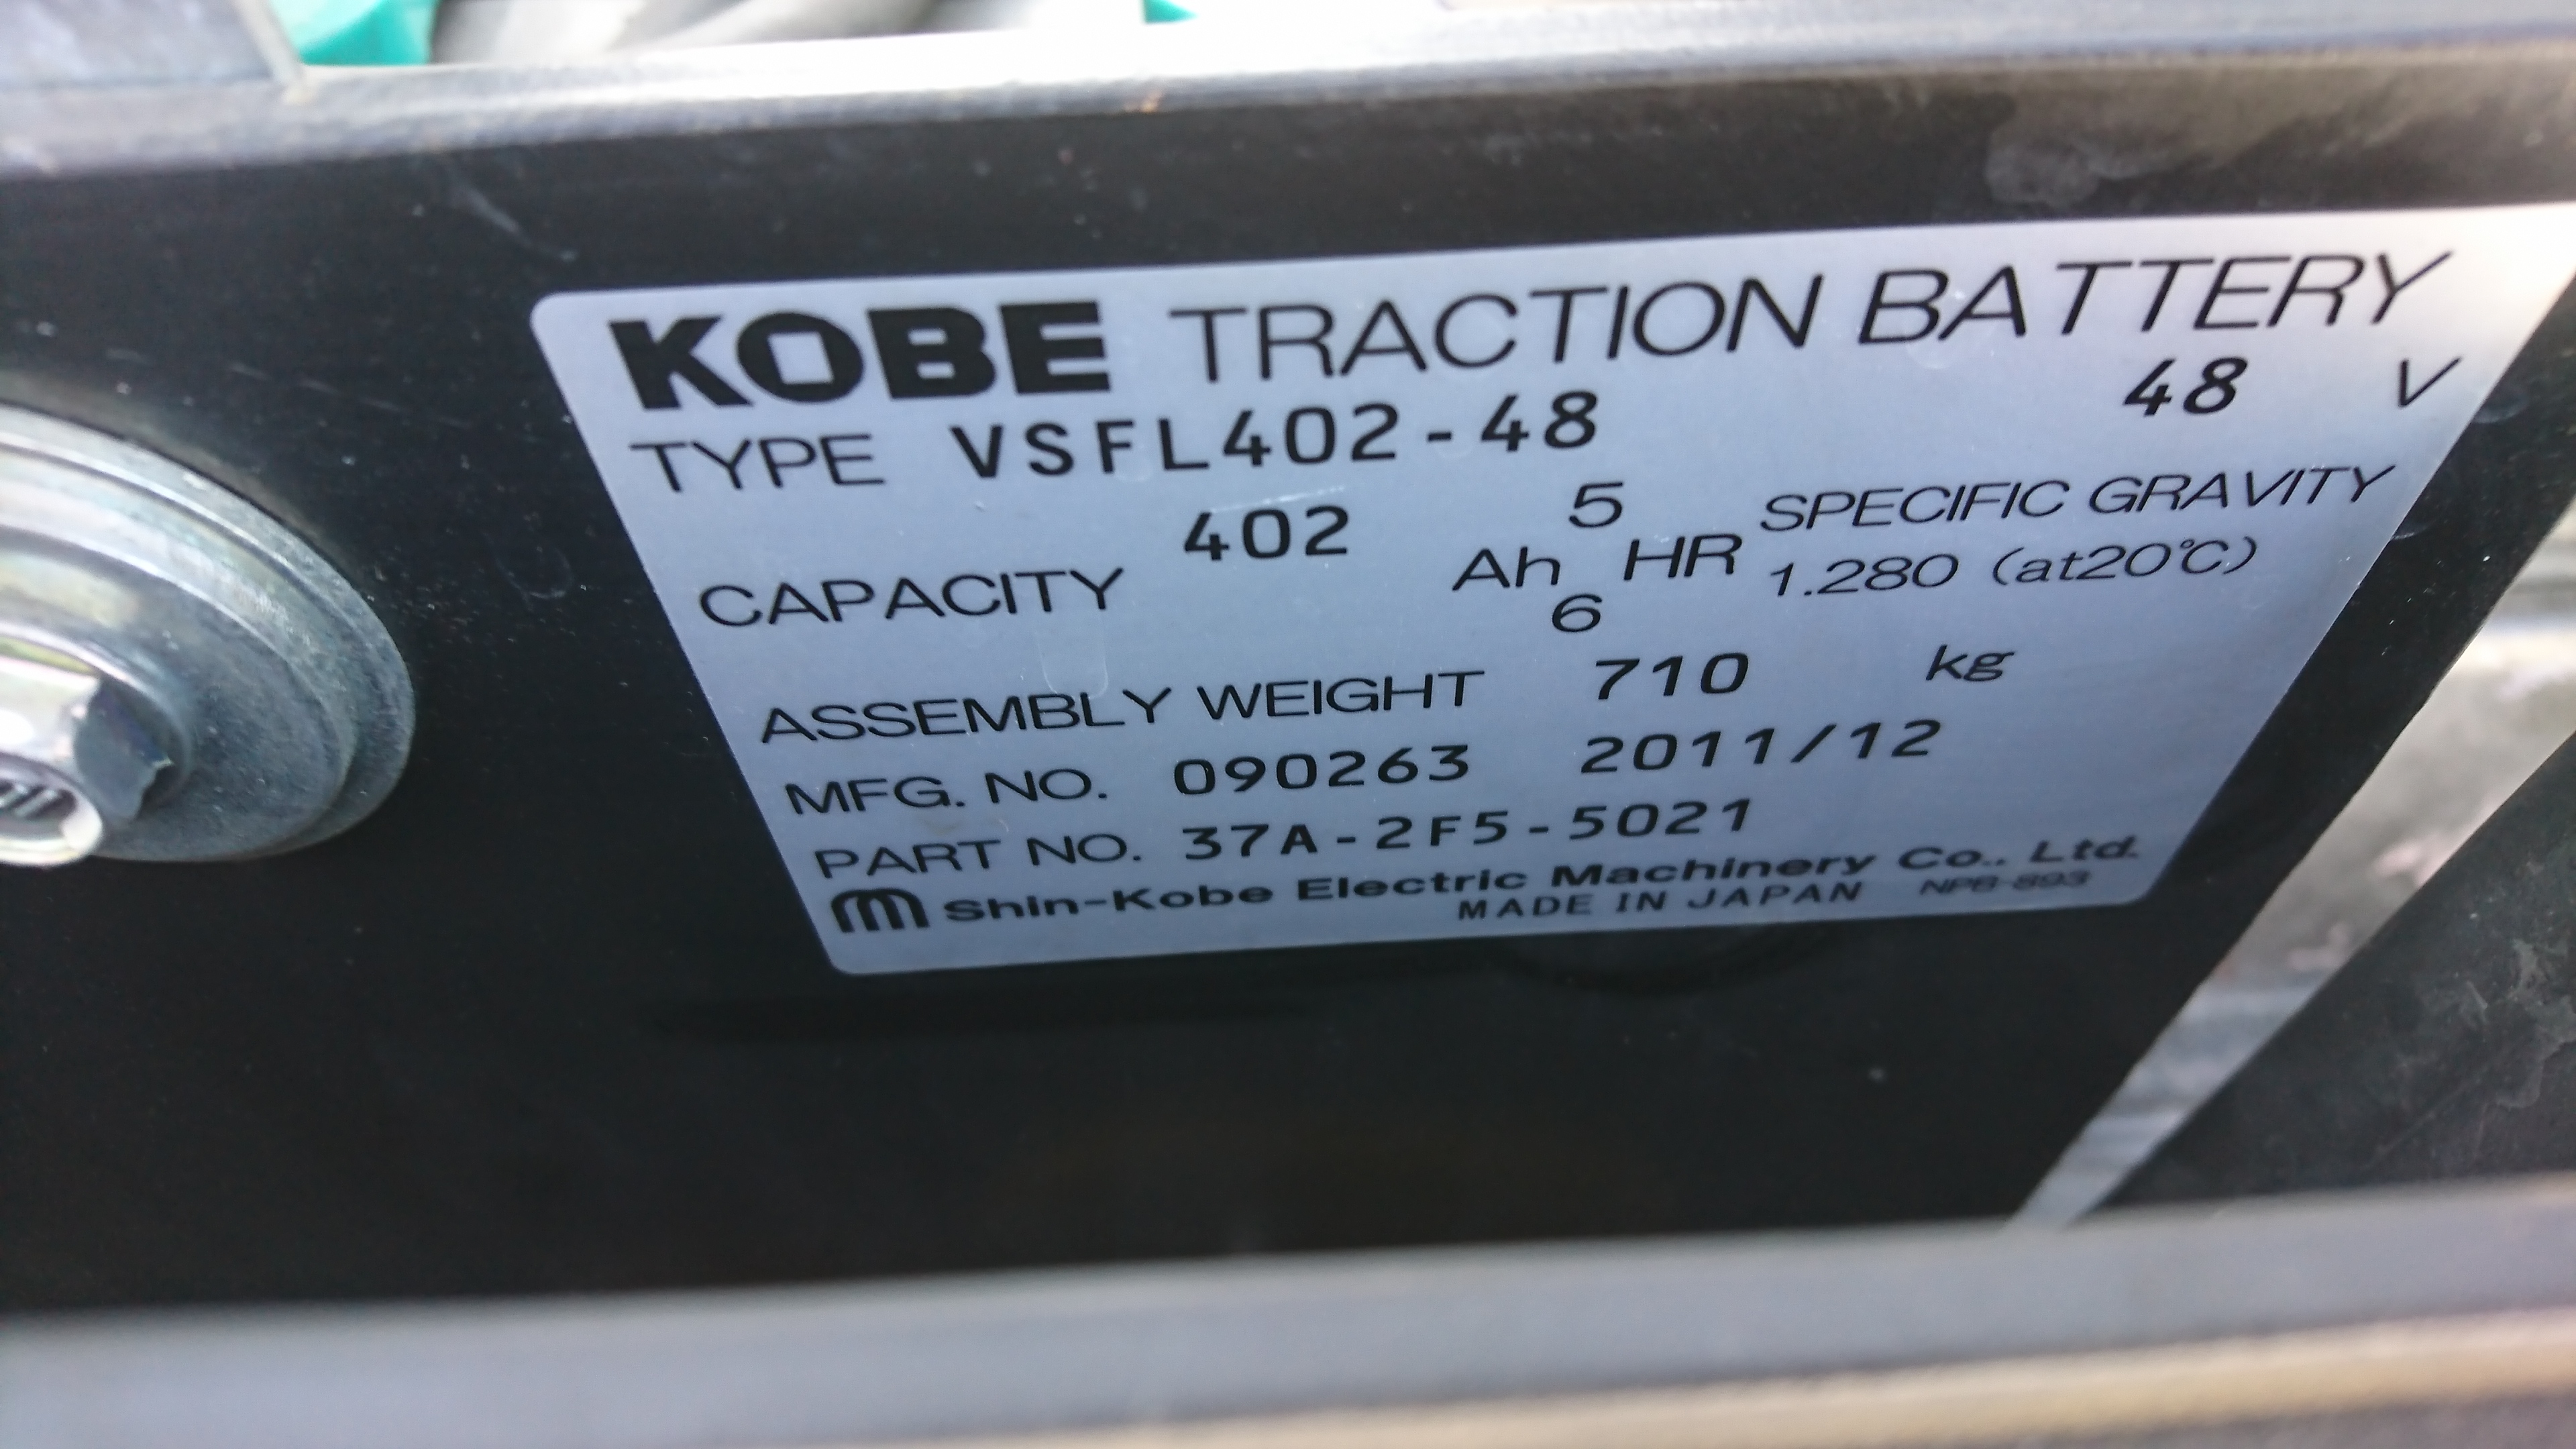 KOBE TRACTION BATTERY
TYPE VSFL402-48 48 V
CAPACITY 402 Ah 5 HR SPECIFIC GRAVITY
6 1.280 (at20℃)
ASSEMBLY WEIGHT 710 kg
MFG. NO. 090263 2011/12
PART NO. 37A-2F5-5021
Shin-Kobe Electric Machinery Co., Ltd.
MADE IN JAPAN NPB-893